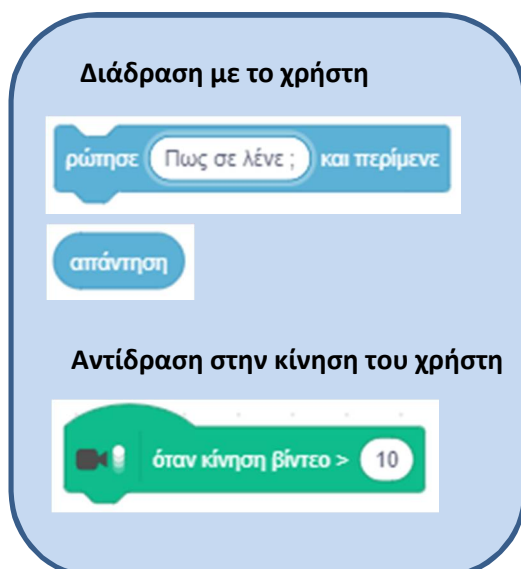 Διάδραση με το χρήστη
ρώτησε Πως σε λένε ; και περίμενε
απάντηση
Αντίδραση στην κίνηση του χρήστη
όταν κίνηση βίντεο > 10